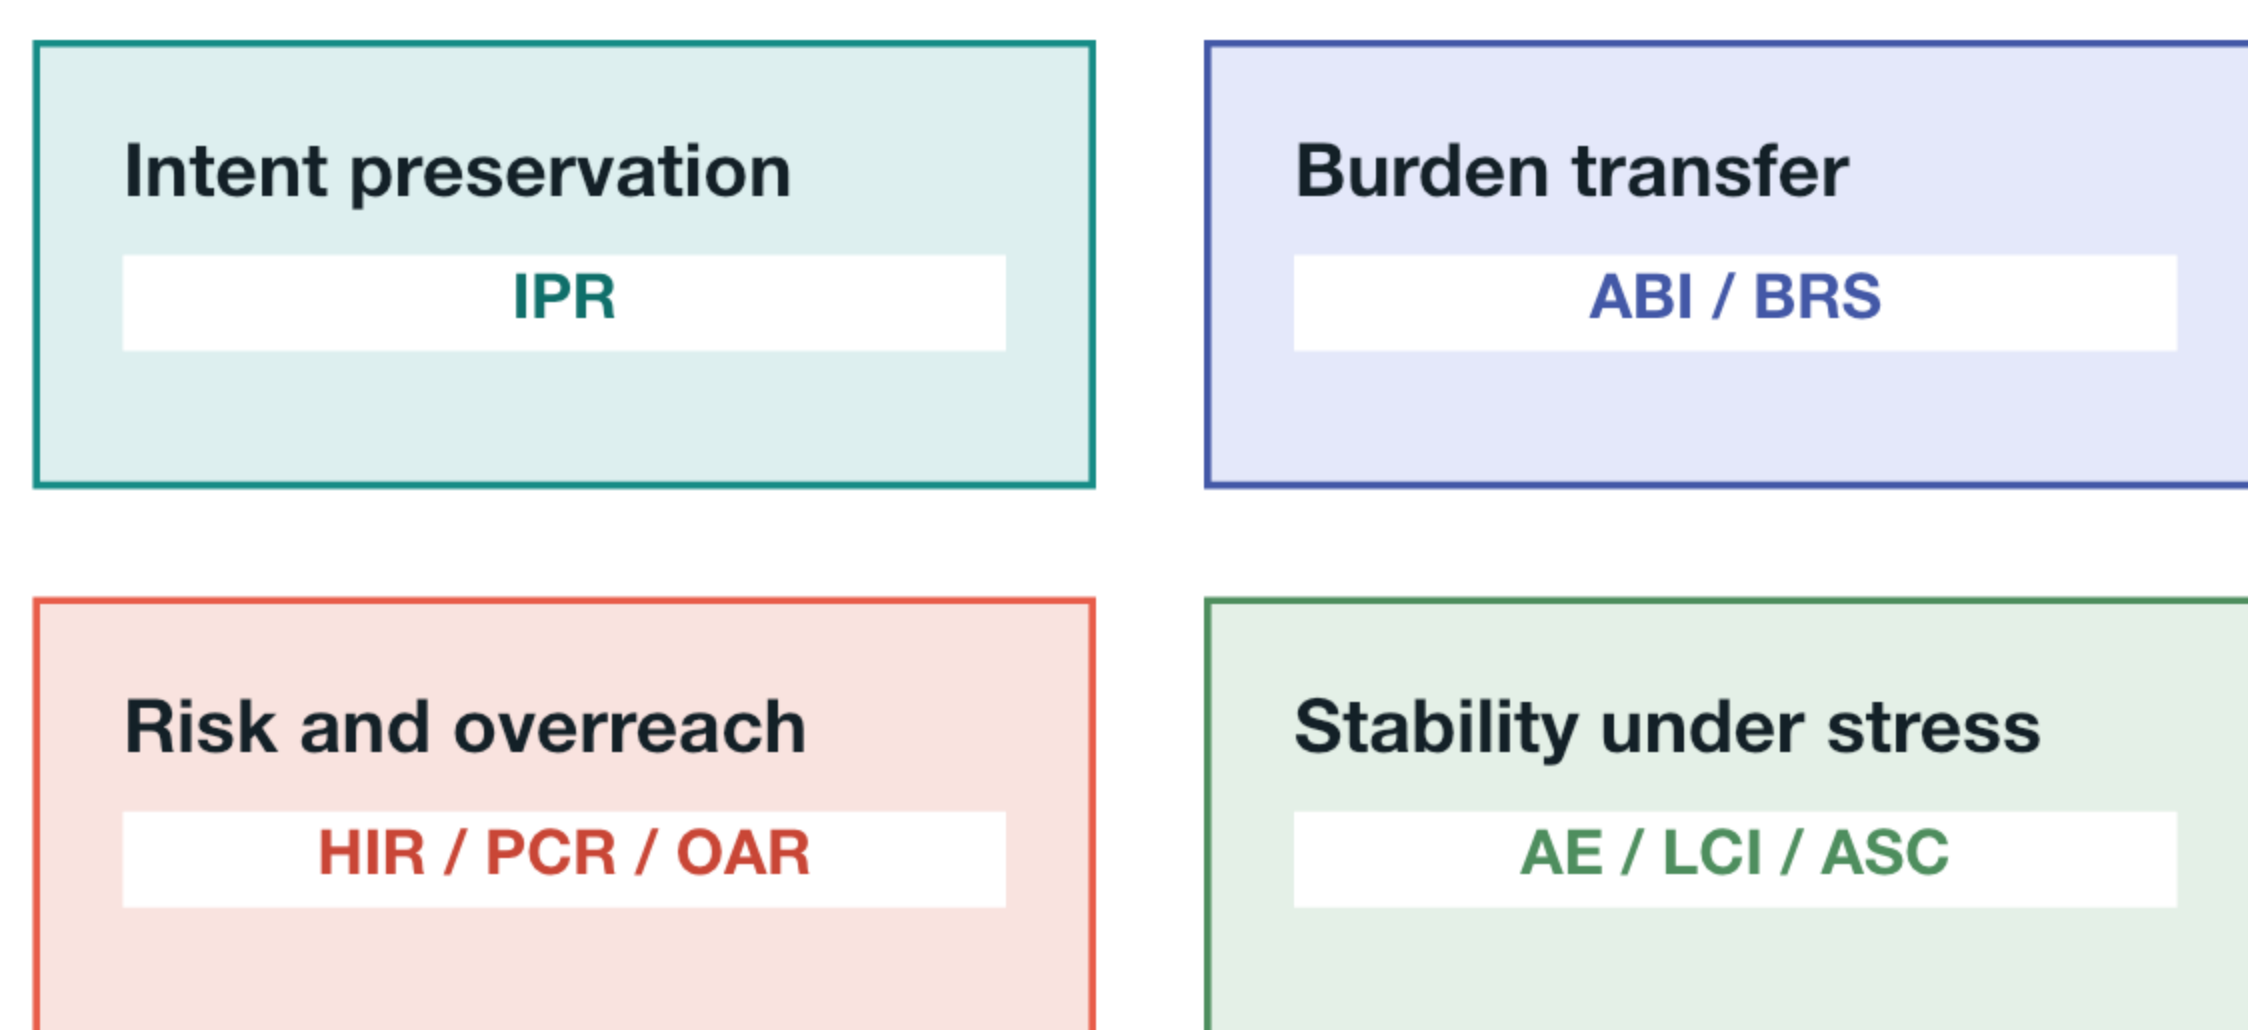 Intent preservation
IPR
Burden transfer
ABI / BRS
Risk and overreach
HIR / PCR / OAR
Stability under stress
AE / LCI / ASC